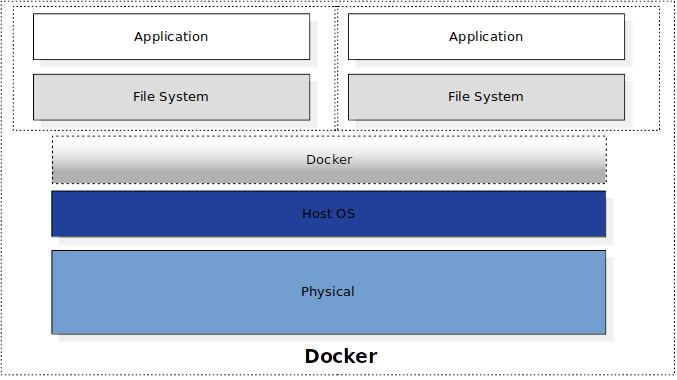 Application
Application
File System
File System
Docker
Host OS
Physical
Docker